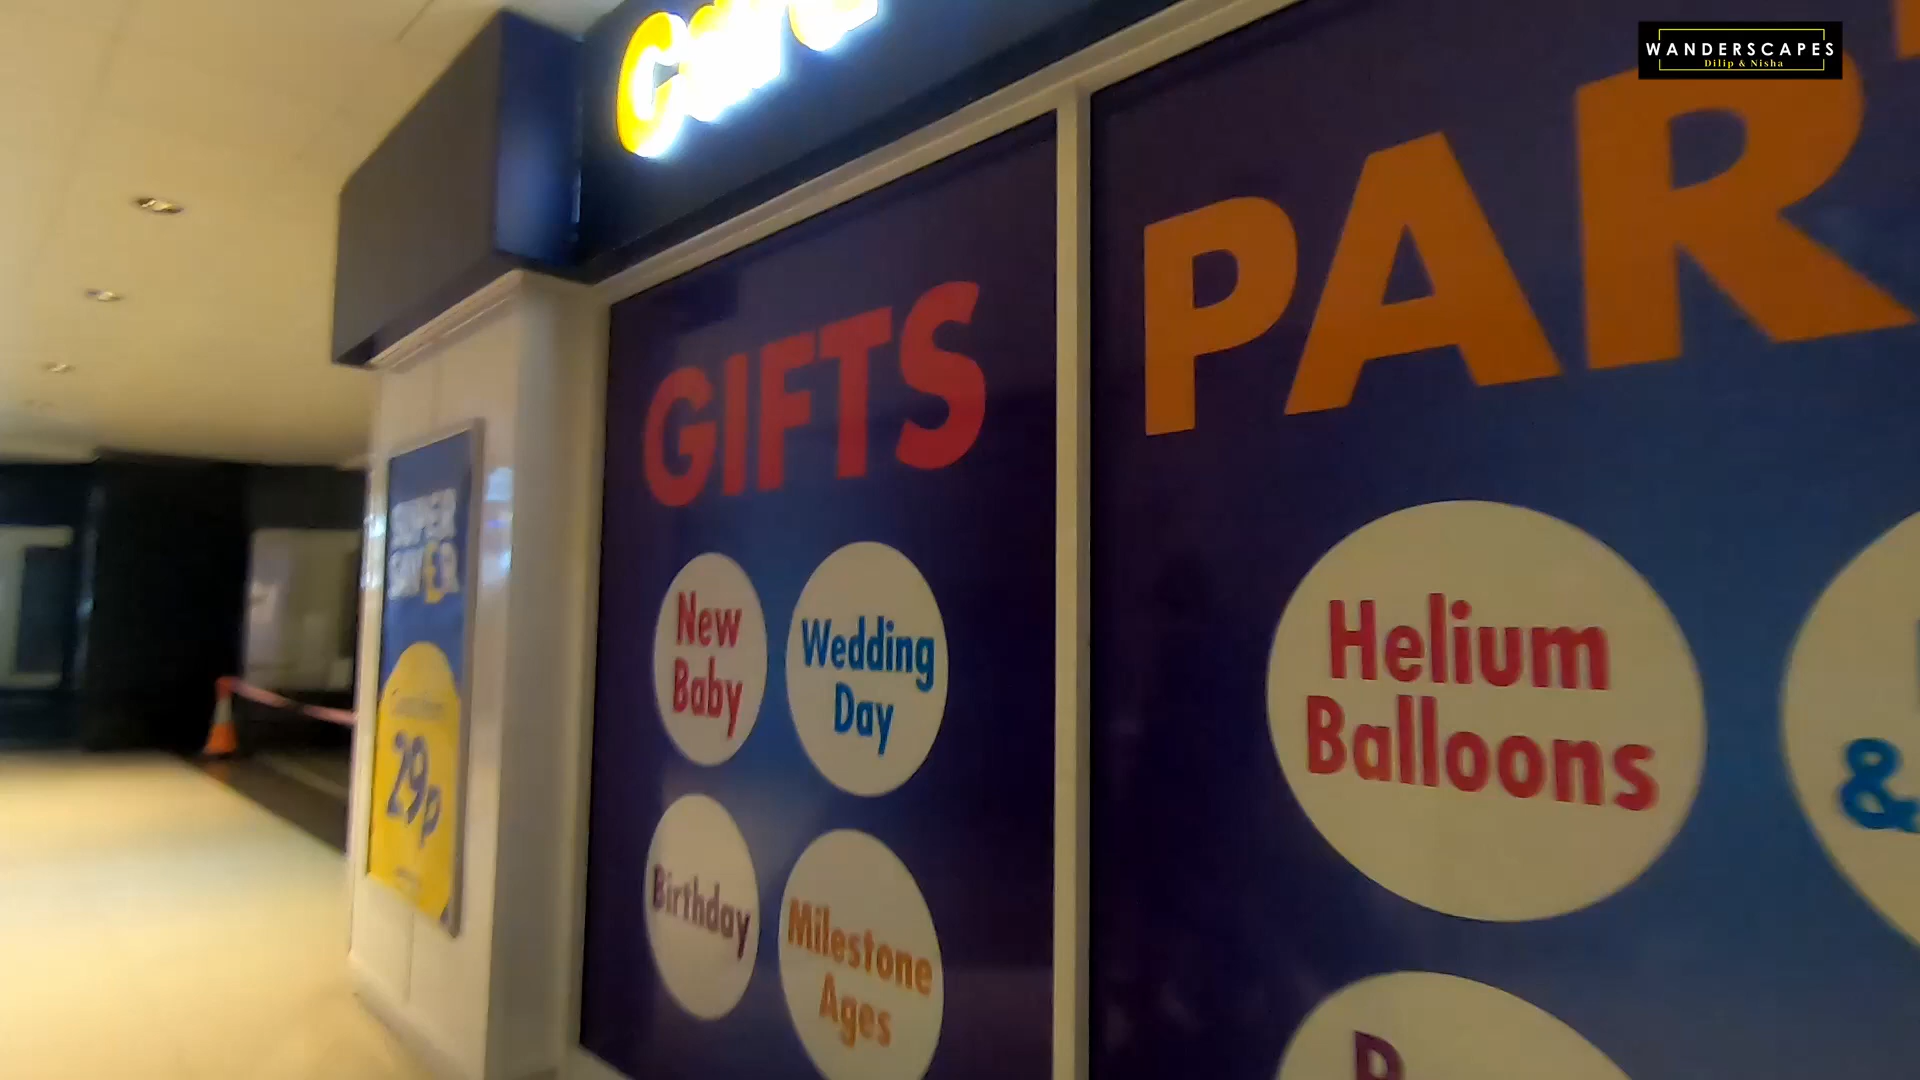 WANDERSCAPES
Dilip & Nisha
GIFTS
New
Baby
Wedding
Day
Birthday
Milestone
Ages
PAR
Helium
Balloons
&
SUPER
SAVER
29p